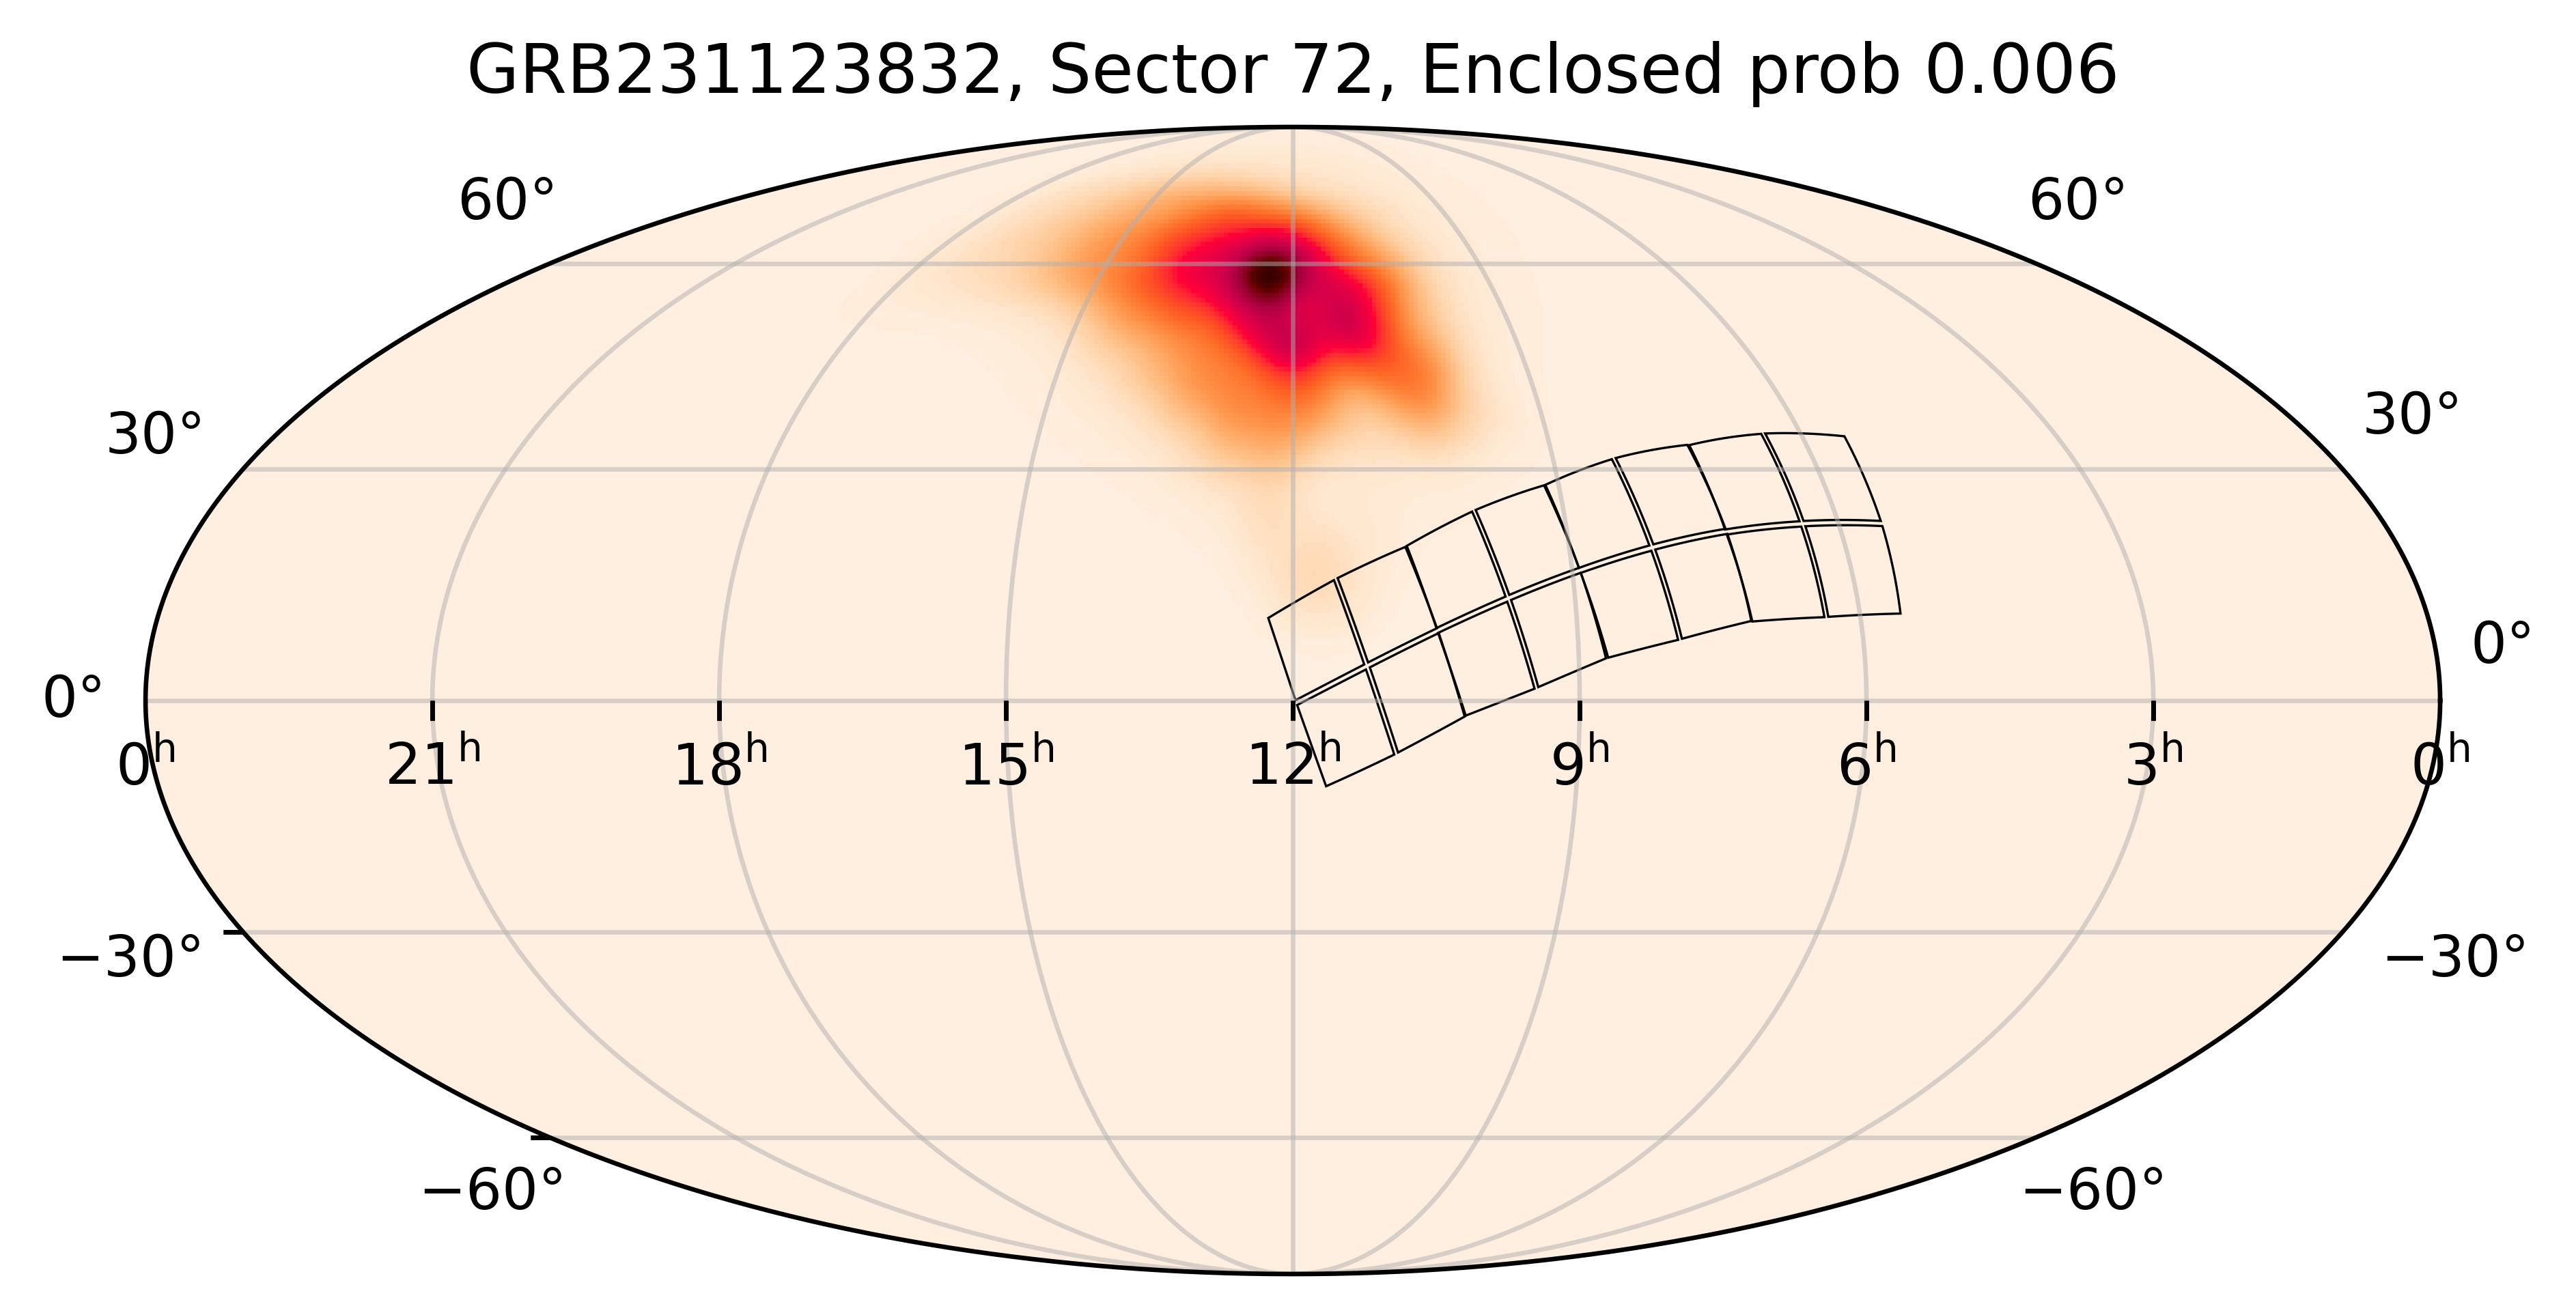 GRB231123832, Sector 72, Enclosed prob 0.006
60° 60°
30° 30°
0° 0°
0ʰ 21ʰ 18ʰ 15ʰ 12ʰ 9ʰ 6ʰ 3ʰ 0ʰ
−30° −30°
−60° −60°